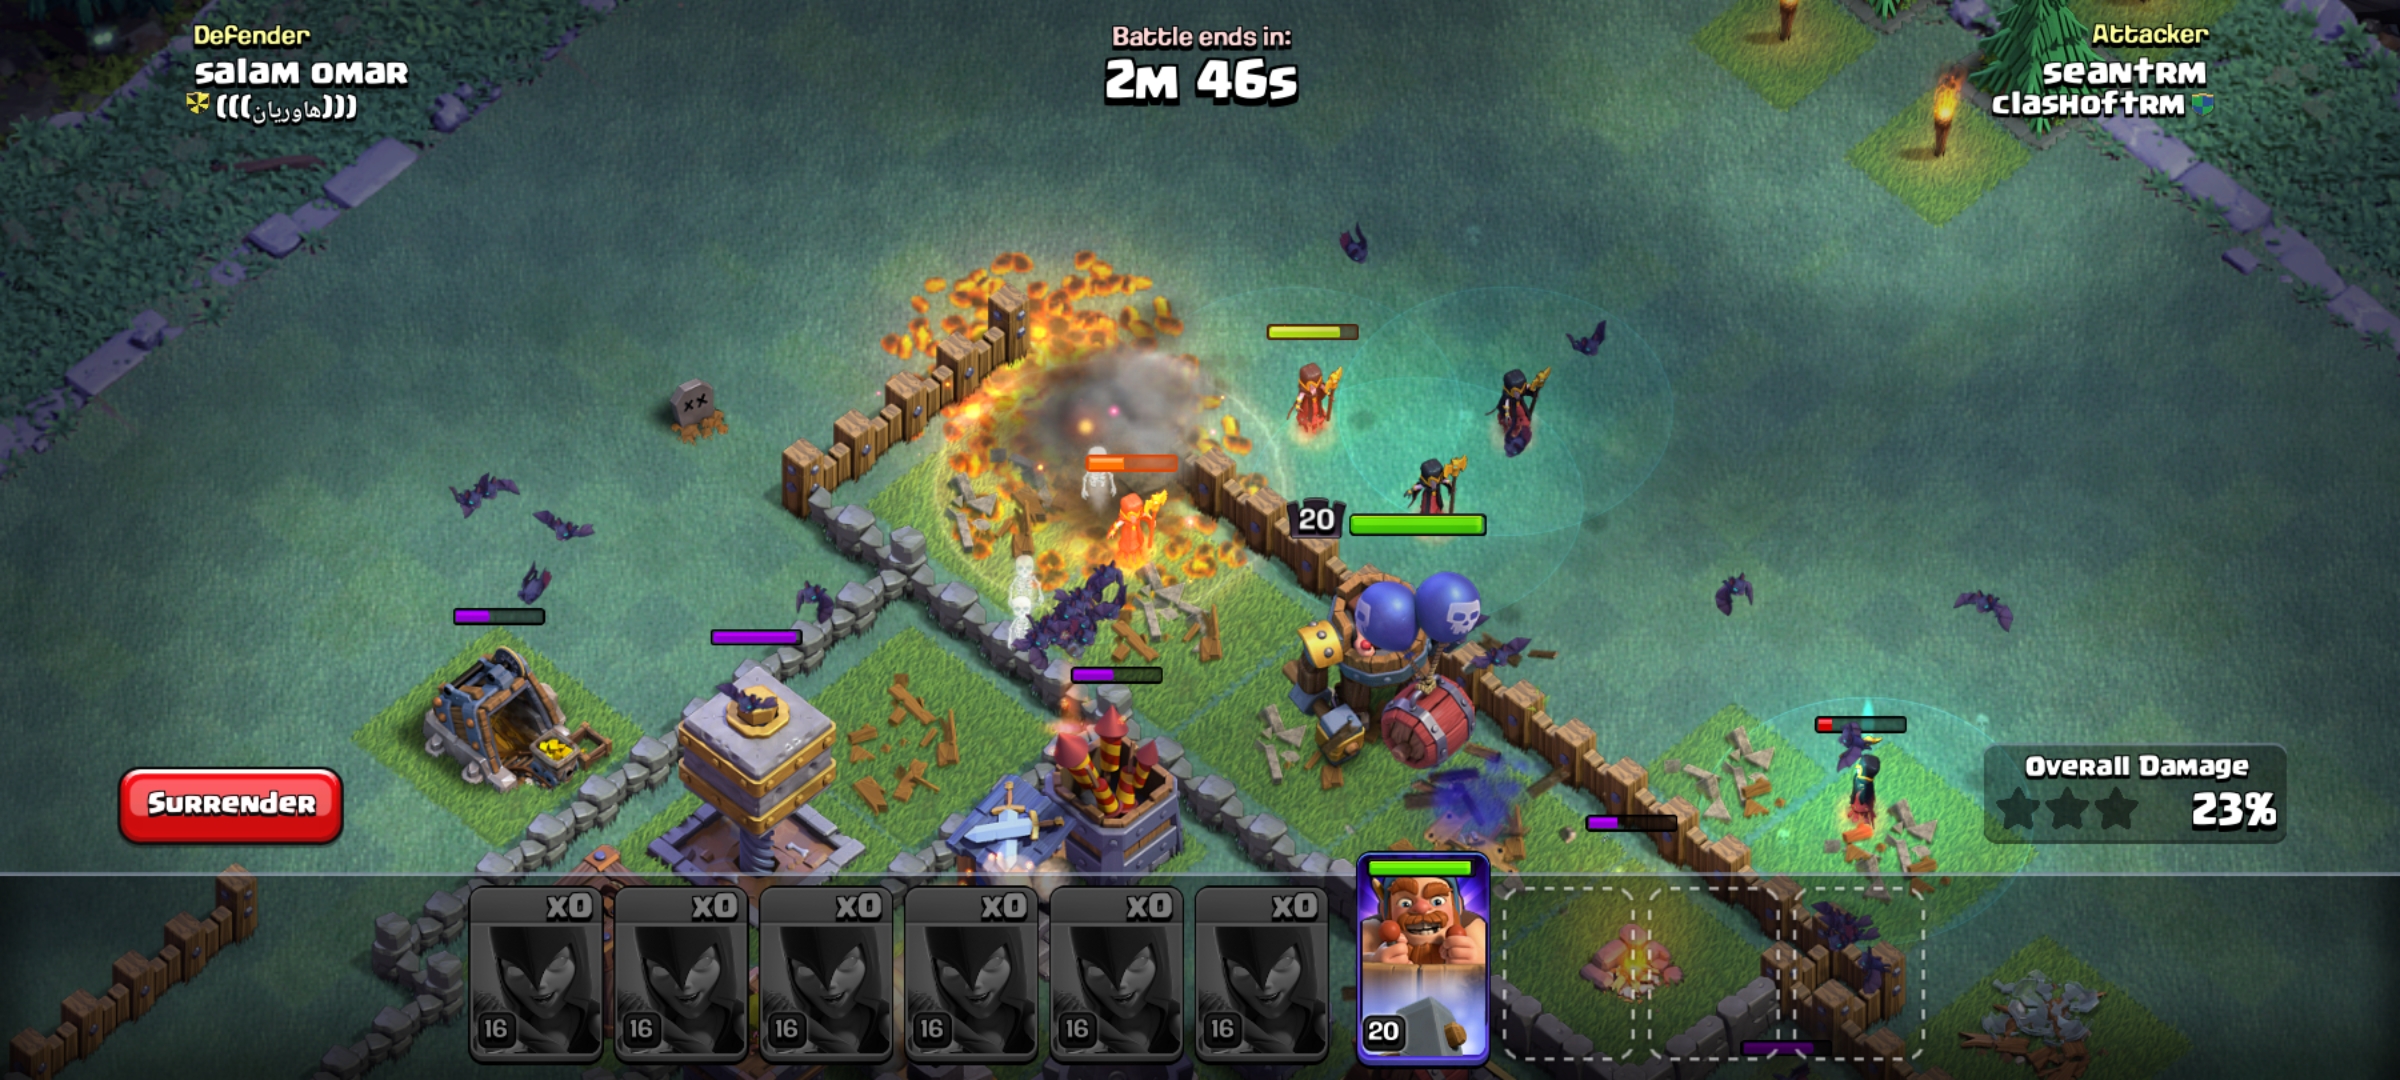 Defender
salam omar
(((هاوريان)))
Battle ends in:
2m 46s
Attacker
seantrm
clashoftrm
20
Surrender
Overall Damage
23%
x0 x0 x0 x0 x0 x0
16 16 16 16 16 16 20